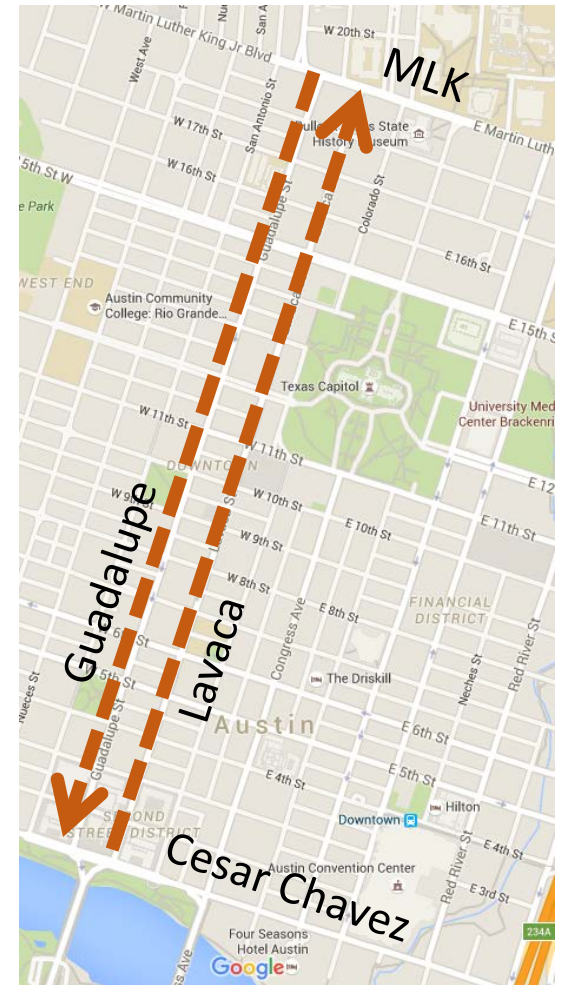 W 20th St
Martin Luther King Jr Blvd
MLK
West Ave
San Antonio St
W 17th St
State
History Museum
E Martin Luth
W 16th St
5th St W
Guadalupe St
Colorado St
E 16th St
e Park
WEST END
Austin Community
College: Rio Grande...
E 15th S
Texas Capitol
University Med
Center Brackenri
W 11th St
W 11th St
DOWNTOWN
E 12
W 10th St
E 10th St
E 11th St
W 9th St
W 9th St
Guadalupe
W 8th St
E 8th St
FINANCIAL
DISTRICT
Congress Ave
Red River St
Neches St
Lavaca
The Driskill
Nueces St
W 5th St
Austin
E 6th St
Guadalupe St
E 5th St
E 4th St
Hilton
Downtown
SECOND
STREET DISTRICT
E 4th St
Cesar Chavez
Austin Convention Center
Red River St
E 3rd St
Four Seasons
Hotel Austin
234A
Google